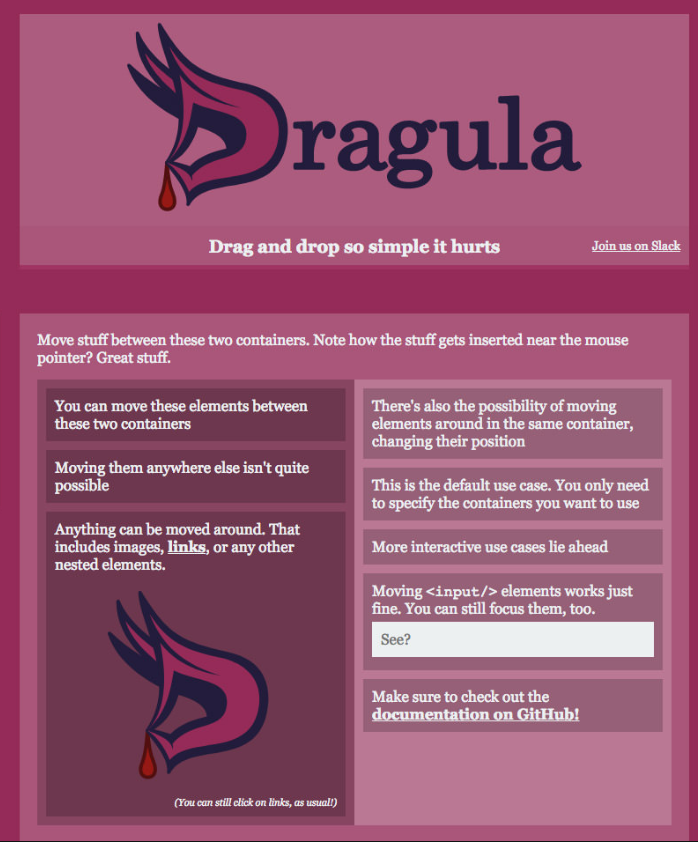 Dragula
Drag and drop so simple it hurts
Join us on Slack
Move stuff between these two containers. Note how the stuff gets inserted near the mouse
pointer? Great stuff.
You can move these elements between
these two containers
Moving them anywhere else isn't quite
possible
Anything can be moved around. That
includes images, links, or any other
nested elements.
(You can still click on links, as usual!)
There's also the possibility of moving
elements around in the same container,
changing their position
This is the default use case. You only need
to specify the containers you want to use
More interactive use cases lie ahead
Moving <input/> elements works just
fine. You can still focus them, too.
See?
Make sure to check out the
documentation on GitHub!